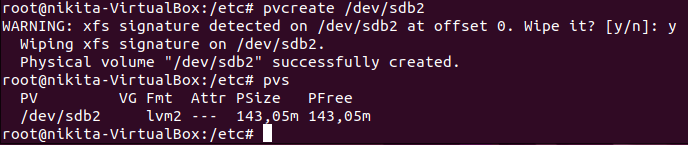 root@nikita-VirtualBox:/etc# pvcreate /dev/sdb2
WARNING: xfs signature detected on /dev/sdb2 at offset 0. Wipe it? [y/n]: y
  Wiping xfs signature on /dev/sdb2.
  Physical volume "/dev/sdb2" successfully created.
root@nikita-VirtualBox:/etc# pvs
  PV         VG Fmt  Attr PSize   PFree
  /dev/sdb2     lvm2 ---  143,05m 143,05m
root@nikita-VirtualBox:/etc#